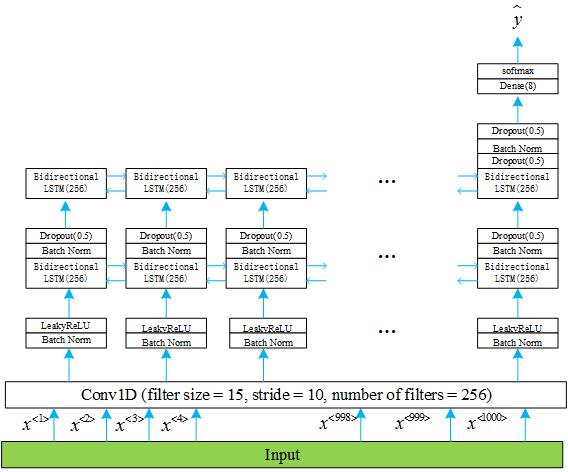 ŷ
softmax
Dense(8)
Dropout(0.5)
Batch Norm
Dropout(0.5)
Bidirectional
LSTM(256)
Bidirectional
LSTM(256)
Bidirectional
LSTM(256)
...
Bidirectional
LSTM(256)
Dropout(0.5)
Batch Norm
Bidirectional
LSTM(256)
Dropout(0.5)
Batch Norm
Bidirectional
LSTM(256)
Dropout(0.5)
Batch Norm
Bidirectional
LSTM(256)
...
Dropout(0.5)
Batch Norm
Bidirectional
LSTM(256)
LeakyReLU
Batch Norm
LeakyReLU
Batch Norm
LeakyReLU
Batch Norm
...
LeakyReLU
Batch Norm
Conv1D (filter size = 15, stride = 10, number of filters = 256)
x<1> x<2> x<3> x<4> x<998> x<999> x<1000>
Input